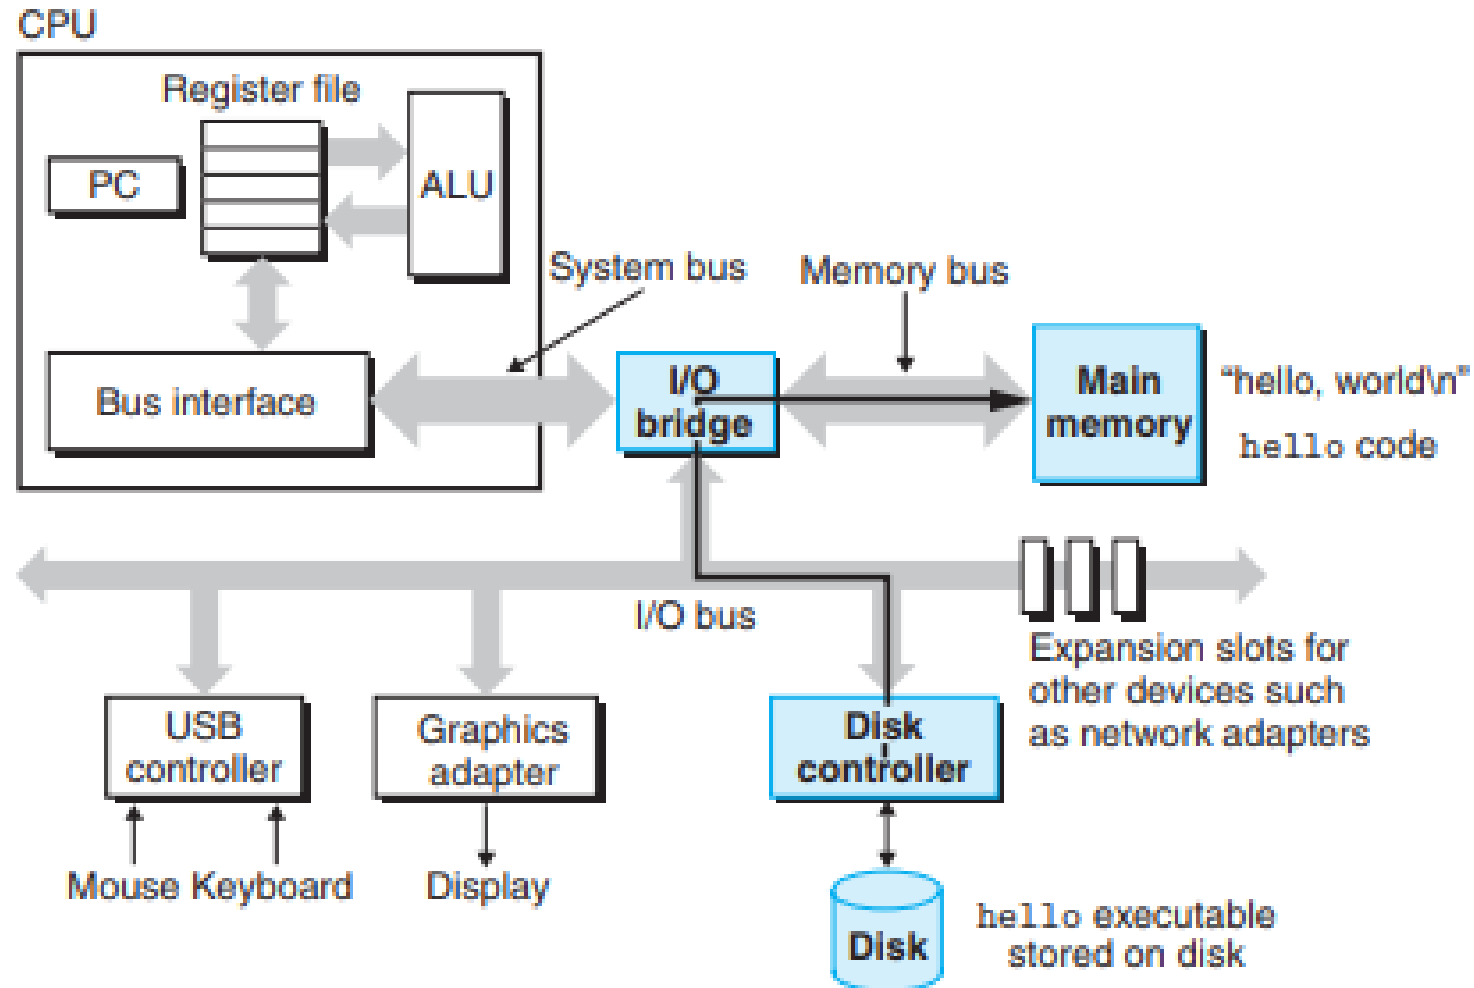 CPU
Register file
PC
ALU
System bus
Memory bus
Bus interface
I/O
bridge
Main
memory
“hello, world\n”
hello code
I/O bus
Expansion slots for
other devices such
as network adapters
USB
controller
Graphics
adapter
Disk
controller
Mouse Keyboard
Display
Disk
hello executable
stored on disk